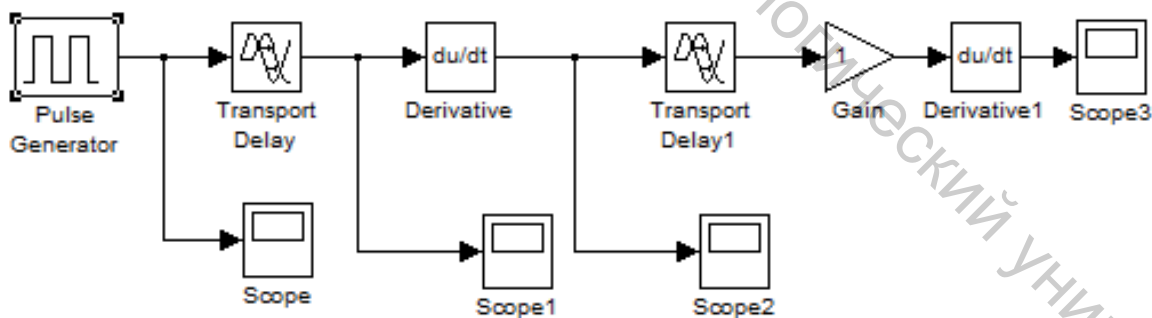 du/dt
1
du/dt
Pulse
Generator
Transport
Delay
Derivative
Transport
Delay1
Gain
Derivative1
Scope3
Scope
Scope1
Scope2